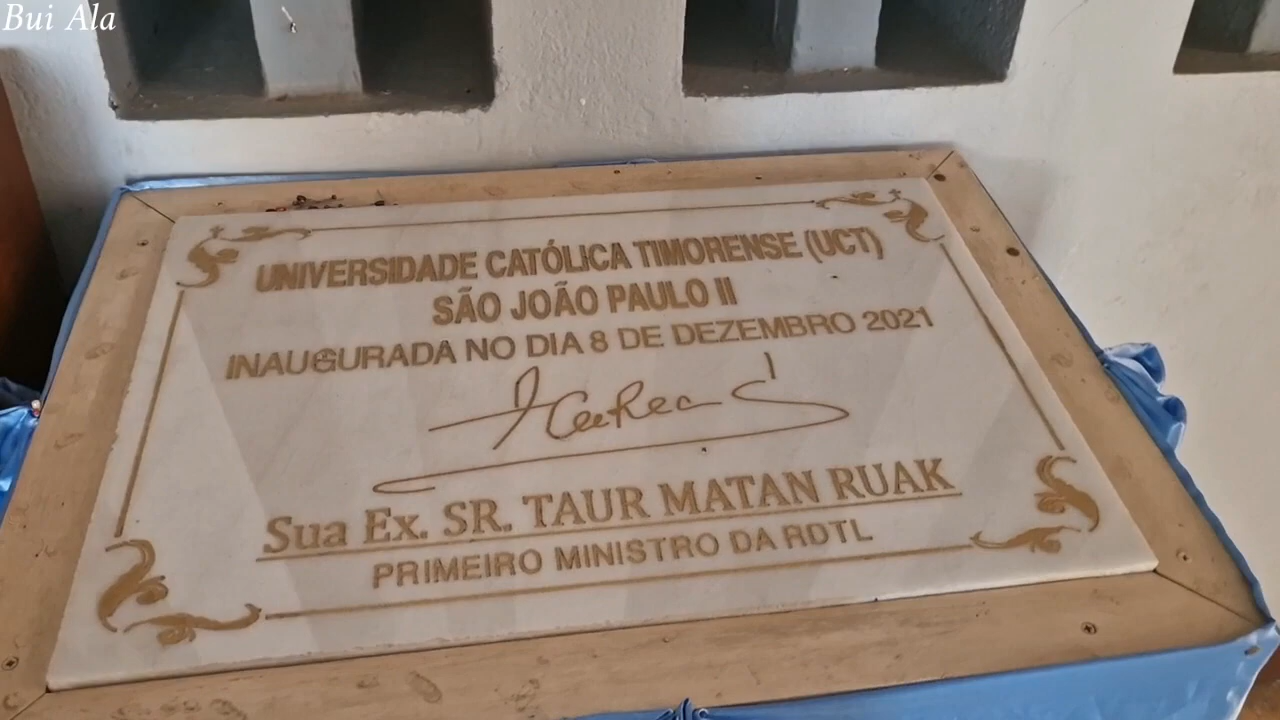 Bui Ala
UNIVERSIDADE CATÓLICA TIMORENSE (UCT)
SÃO JOÃO PAULO II
INAUGURADA NO DIA 8 DE DEZEMBRO 2021
Sua Ex. SR. TAUR MATAN RUAK
PRIMEIRO MINISTRO DA RDTL